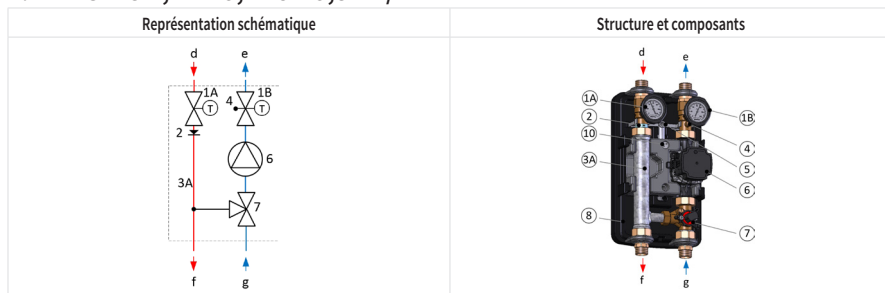 Représentation schématique
Structure et composants
d e
1A 1B
4
T T
2
6
3A
7
f g
d e
1A
1B
2
10
4
3A
5
6
8
7
f g